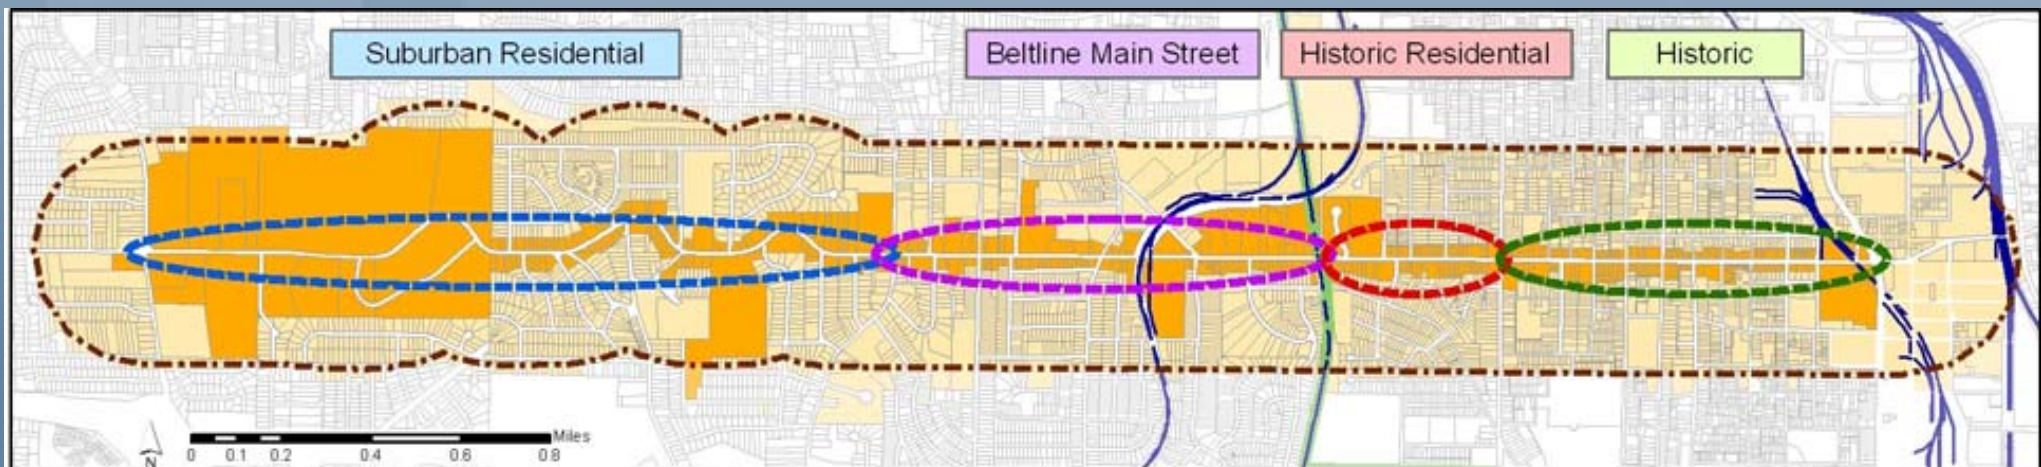 Suburban Residential
Beltline Main Street
Historic Residential
Historic
Miles
0 0.1 0.2 0.4 0.6 0.8
N